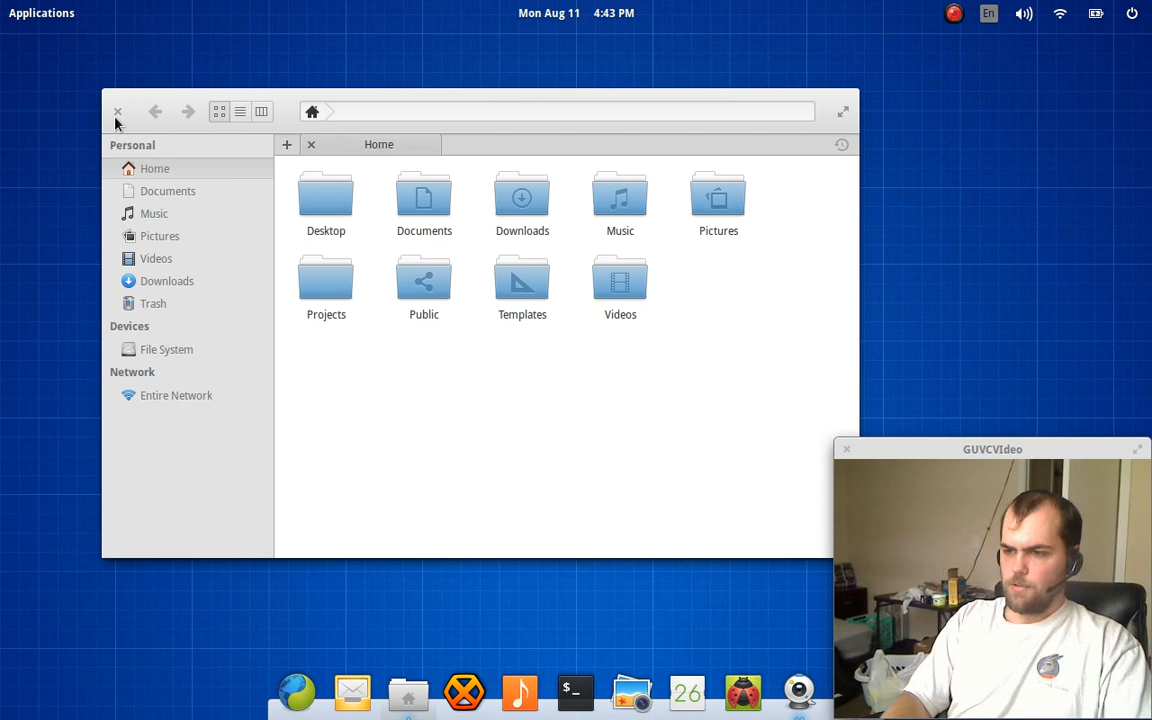 Applications
Mon Aug 11 4:43 PM
En
Home
Personal
Home
Documents
Music
Pictures
Videos
Downloads
Trash
Devices
File System
Network
Entire Network
Desktop
Documents
Downloads
Music
Pictures
Projects
Public
Templates
Videos
GUVCVIdeo
>_
26